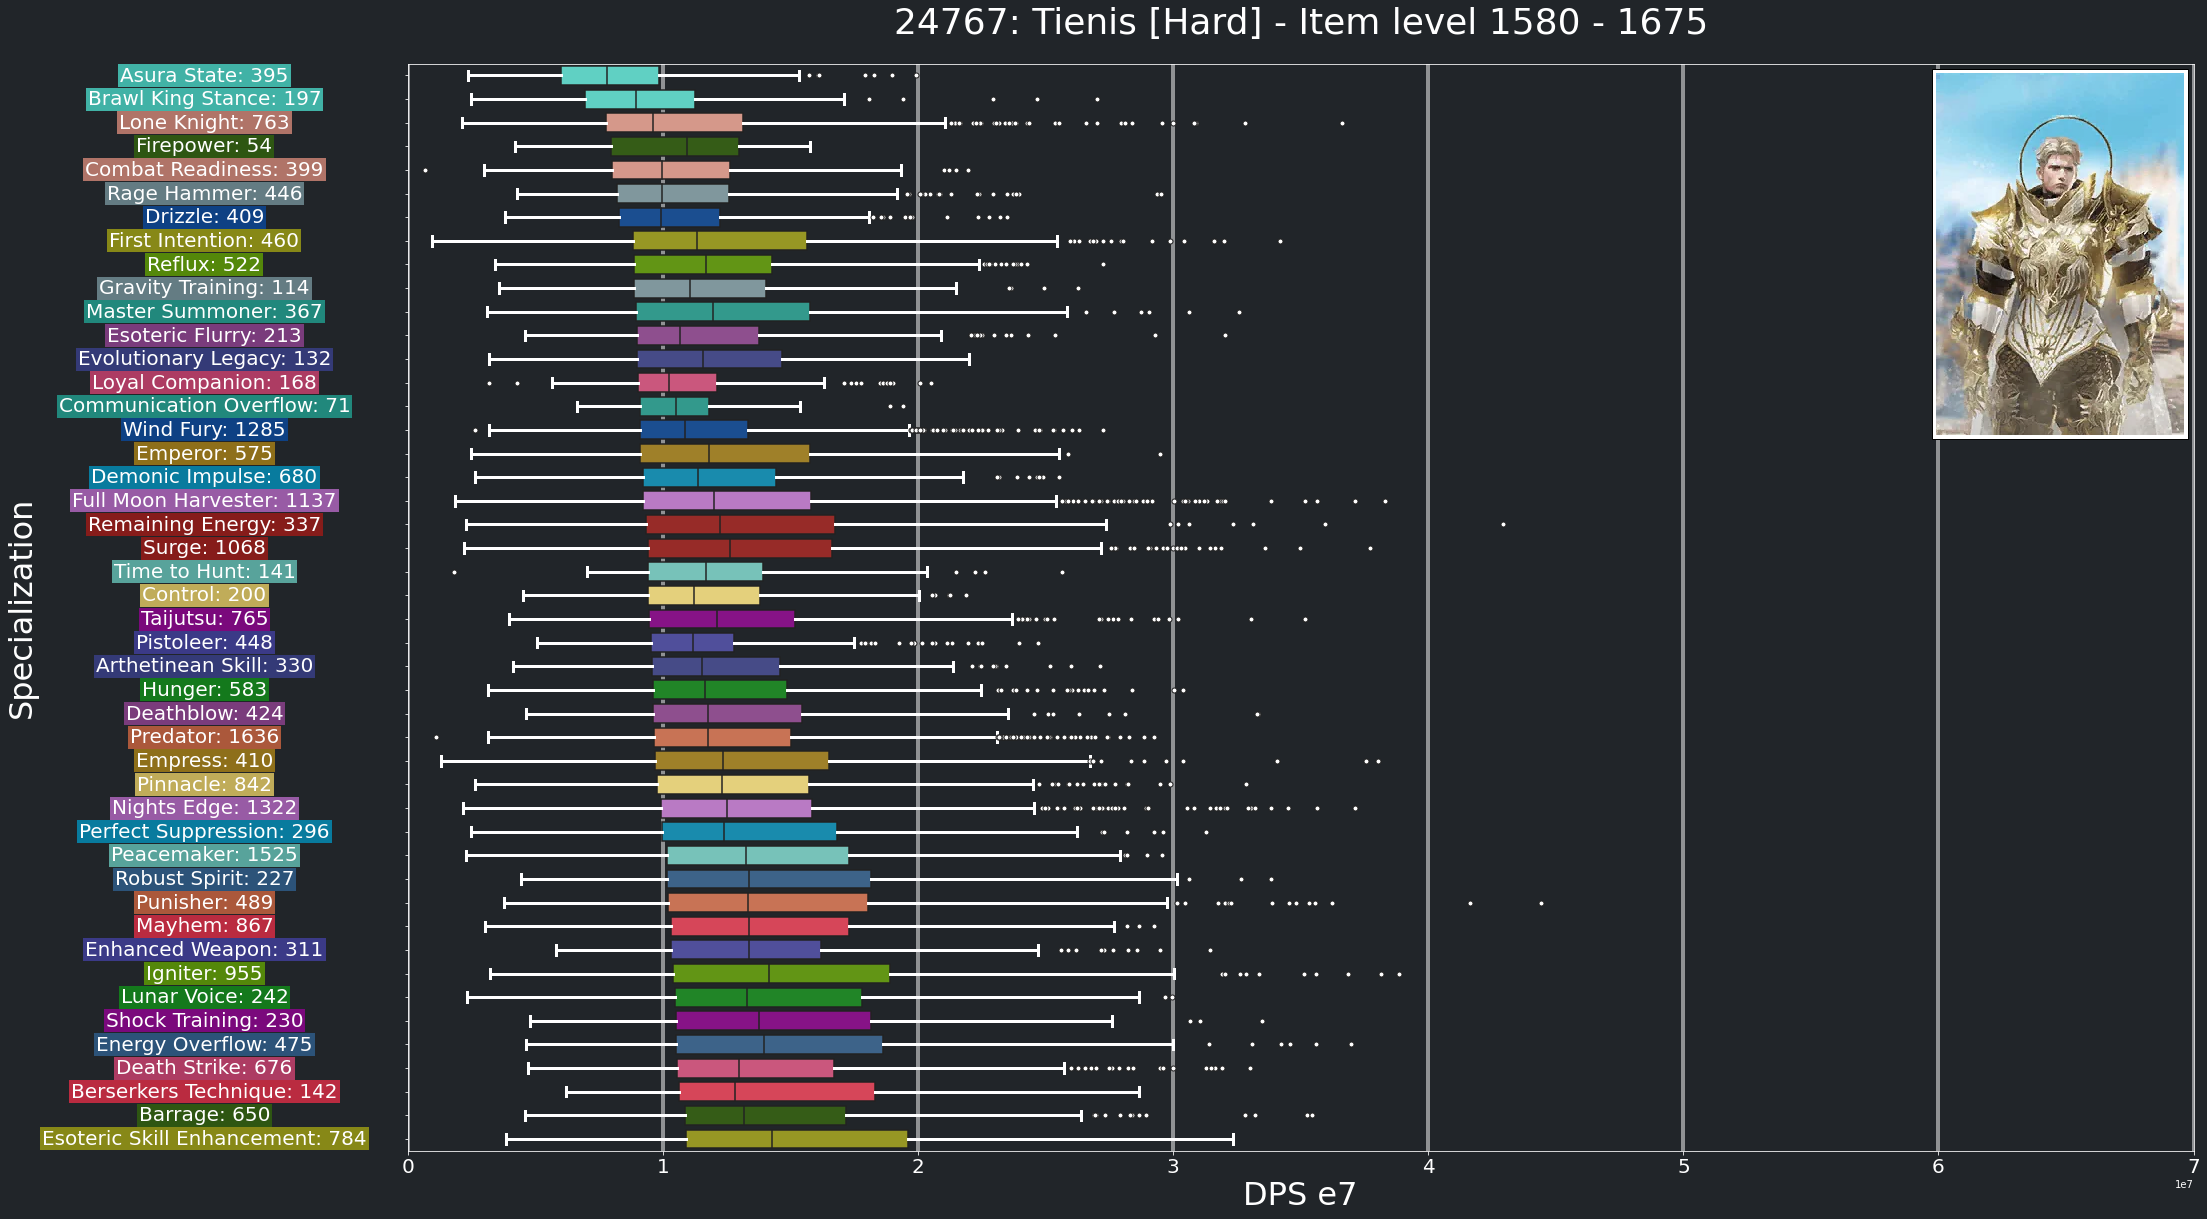 24767: Tienis [Hard] - Item level 1580 - 1675
Asura State: 395
Brawl King Stance: 197
Lone Knight: 763
Firepower: 54
Combat Readiness: 399
Rage Hammer: 446
Drizzle: 409
First Intention: 460
Reflux: 522
Gravity Training: 114
Master Summoner: 367
Esoteric Flurry: 213
Evolutionary Legacy: 132
Loyal Companion: 168
Communication Overflow: 71
Wind Fury: 1285
Emperor: 575
Demonic Impulse: 680
Full Moon Harvester: 1137
Remaining Energy: 337
Surge: 1068
Time to Hunt: 141
Control: 200
Taijutsu: 765
Pistoleer: 448
Arthetinean Skill: 330
Hunger: 583
Deathblow: 424
Predator: 1636
Empress: 410
Pinnacle: 842
Nights Edge: 1322
Perfect Suppression: 296
Peacemaker: 1525
Robust Spirit: 227
Punisher: 489
Mayhem: 867
Enhanced Weapon: 311
Igniter: 955
Lunar Voice: 242
Shock Training: 230
Energy Overflow: 475
Death Strike: 676
Berserkers Technique: 142
Barrage: 650
Esoteric Skill Enhancement: 784
Specialization
0 1 2 3 4 5 6 7
DPS e7
1e7